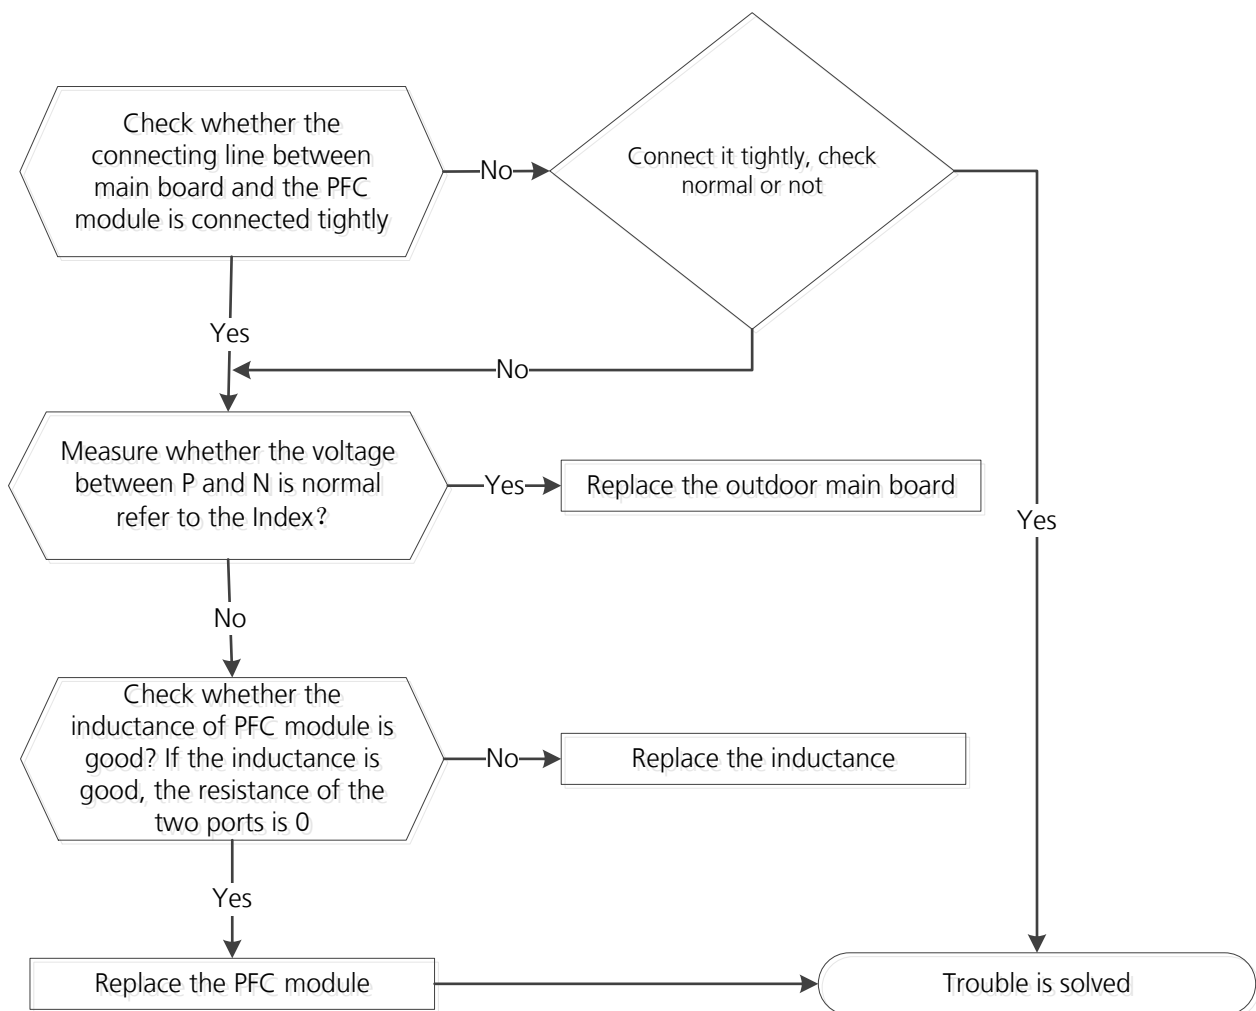 Check whether the
connecting line between
main board and the PFC
module is connected tightly
No
Connect it tightly, check
normal or not
Yes
No
Measure whether the voltage
between P and N is normal
refer to the Index？
Yes
Replace the outdoor main board
Yes
No
Check whether the
inductance of PFC module is
good? If the inductance is
good, the resistance of the
two ports is 0
No
Replace the inductance
Yes
Replace the PFC module
Trouble is solved